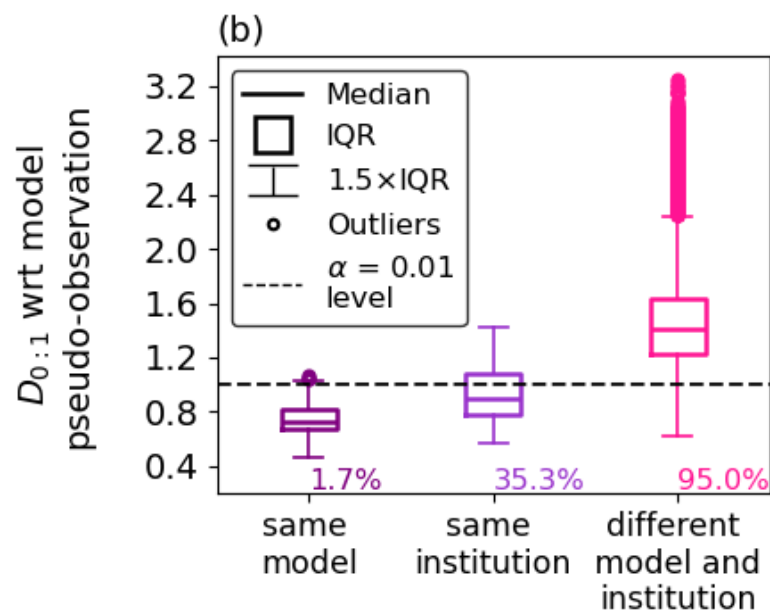 (b)
D0:1 wrt model
pseudo-observation
3.2
2.8
2.4
2.0
1.6
1.2
0.8
0.4
Median
IQR
1.5×IQR
Outliers
α = 0.01
level
1.7%
35.3%
95.0%
same
model
same
institution
different
model and
institution